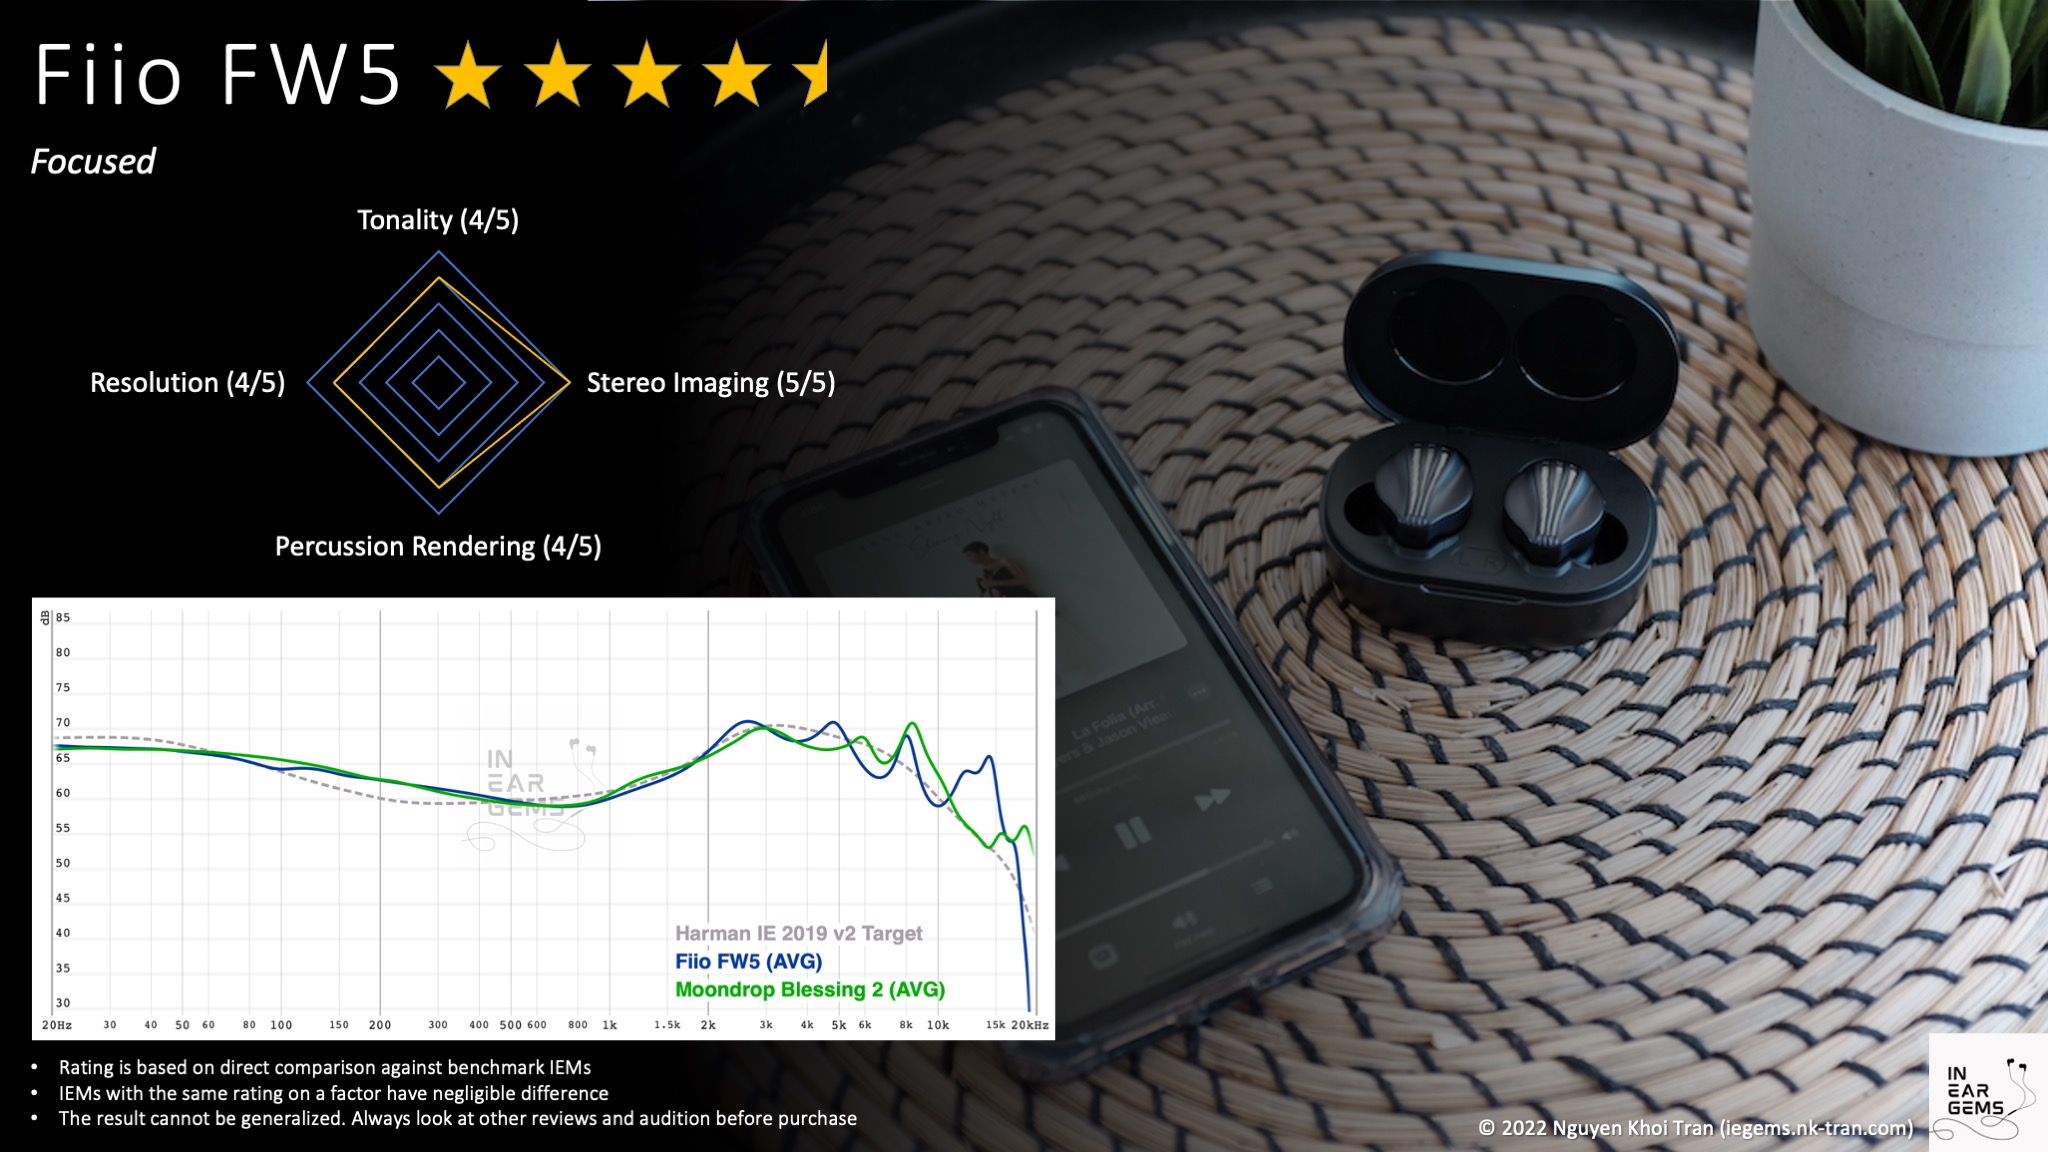 Fiio FW5
Focused
Tonality (4/5)
Resolution (4/5)
Stereo Imaging (5/5)
Percussion Rendering (4/5)
dB
85
80
75
70
65
60
55
50
45
40
35
30
IN
EAR
GEMS
Harman IE 2019 v2 Target
Fiio FW5 (AVG)
Moondrop Blessing 2 (AVG)
20Hz 30 40 50 60 80 100 150 200 300 400 500 600 800 1k 1.5k 2k 3k 4k 5k 6k 8k 10k 15k 20kHz
• Rating is based on direct comparison against benchmark IEMs
• IEMs with the same rating on a factor have negligible difference
• The result cannot be generalized. Always look at other reviews and audition before purchase
La Folia (Arr.
L R
© 2022 Nguyen Khoi Tran (iegems.nk-tran.com)
IN
EAR
GEMS